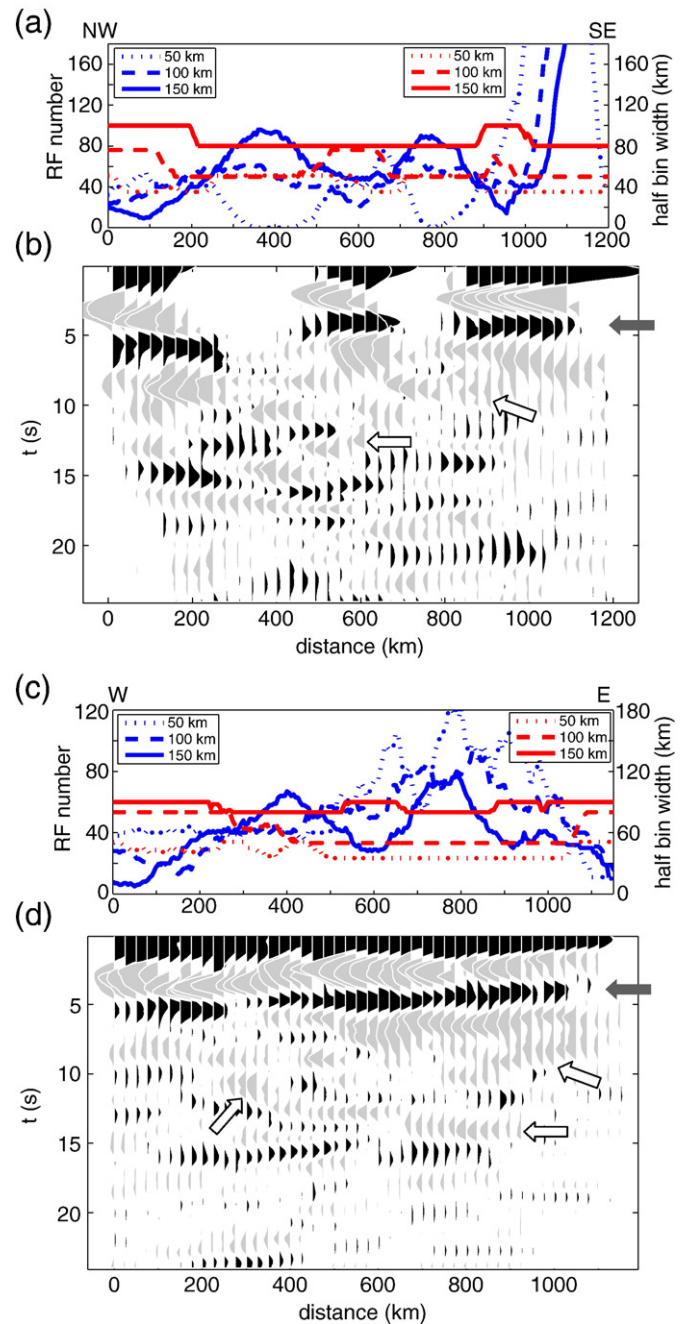 (a)
NW SE
50 km 50 km
100 km 100 km
150 km 150 km
RF number
160
120
80
40
0
half bin width (km)
160
120
80
40
0
0 200 400 600 800 1000 1200
(b)
t (s)
5
10
15
20
0 200 400 600 800 1000 1200
distance (km)
(c)
W E
50 km 50 km
100 km 100 km
150 km 150 km
RF number
120
80
40
0
half bin width (km)
180
120
60
0
0 200 400 600 800 1000
(d)
t (s)
5
10
15
20
0 200 400 600 800 1000
distance (km)